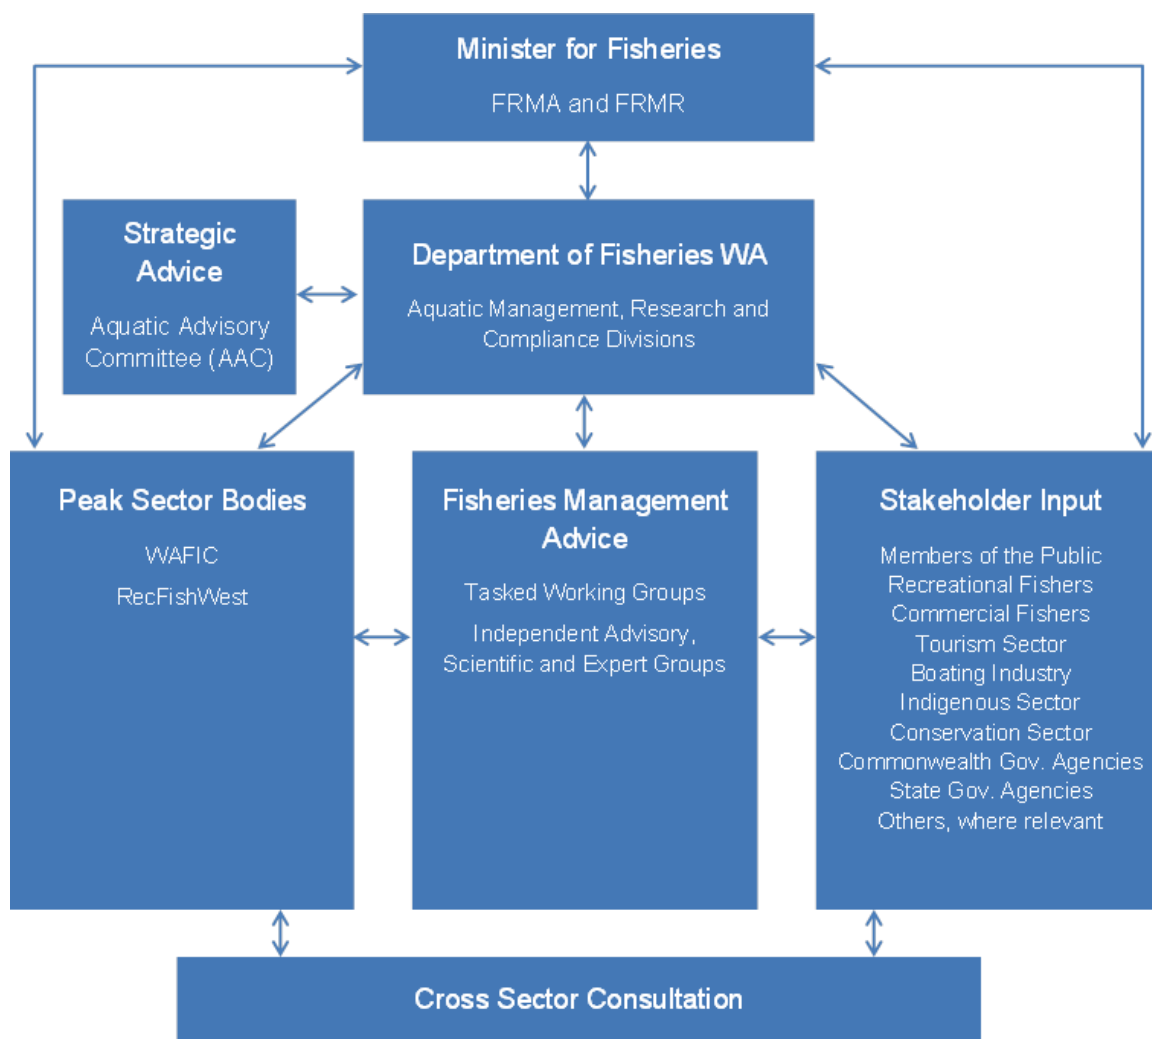 Minister for Fisheries
FRMA and FRMR
Strategic
Advice
Aquatic Advisory
Committee (AAC)
Department of Fisheries WA
Aquatic Management, Research and
Compliance Divisions
Peak Sector Bodies
WAFIC
RecFishWest
Fisheries Management
Advice
Tasked Working Groups
Independent Advisory,
Scientific and Expert Groups
Stakeholder Input
Members of the Public
Recreational Fishers
Commercial Fishers
Tourism Sector
Boating Industry
Indigenous Sector
Conservation Sector
Commonwealth Gov. Agencies
State Gov. Agencies
Others, where relevant
Cross Sector Consultation